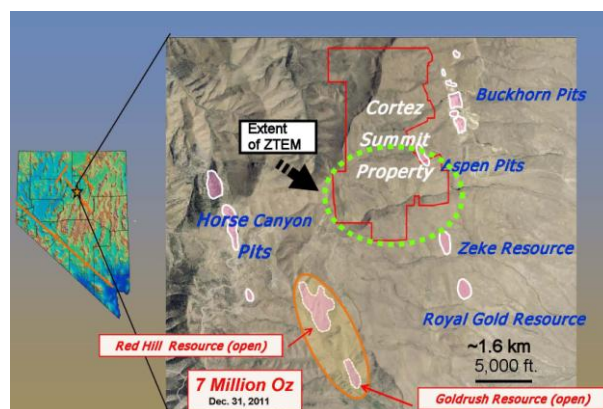 Buckhorn Pits
Cortez
Summit
Property
Extent
of ZTEM
Aspen Pits
Horse Canyon
Pits
Zeke Resource
Royal Gold Resource
Red Hill Resource (open)
~1.6 km
5,000 ft.
7 Million Oz
Dec. 31, 2011
Goldrush Resource (open)